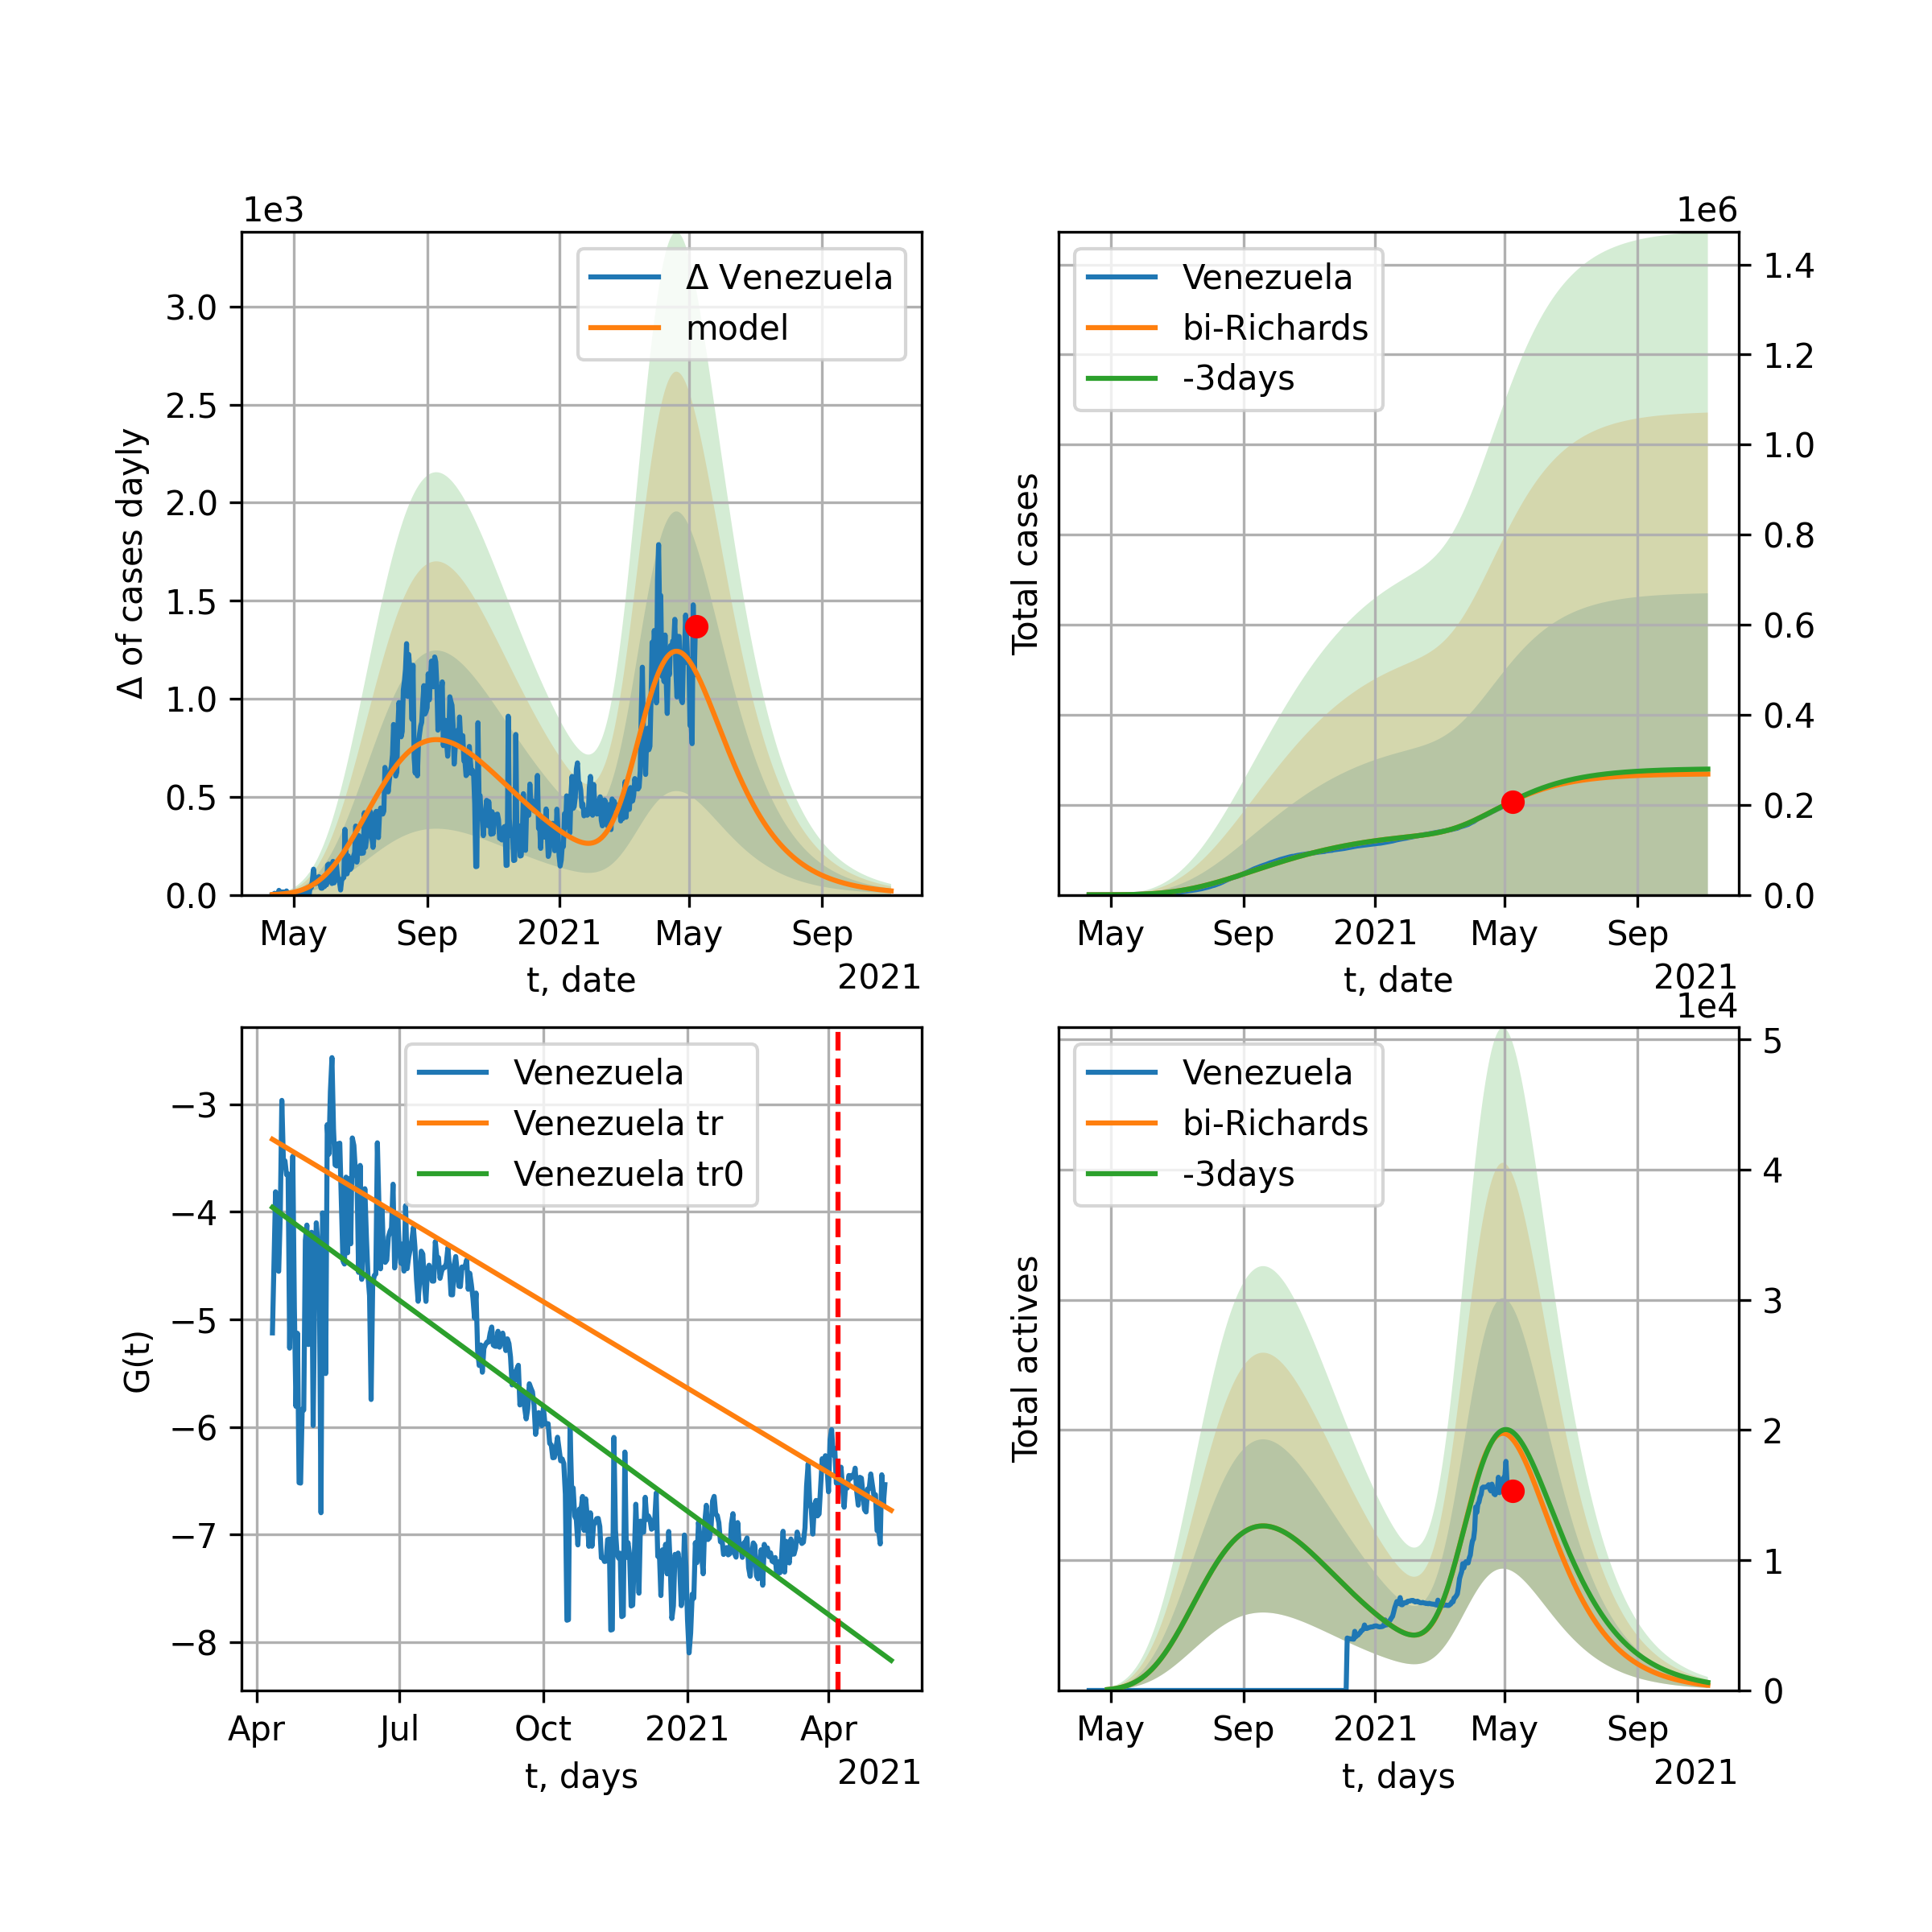 1e3
Δ of cases dayly
3.0
2.5
2.0
1.5
1.0
0.5
0.0
Δ Venezuela
model
May Sep 2021 May Sep
t, date
2021
1e6
Total cases
Venezuela
bi-Richards
-3days
1.4
1.2
1.0
0.8
0.6
0.4
0.2
0.0
May Sep 2021 May Sep
t, date
2021
G(t)
−3
−4
−5
−6
−7
−8
Venezuela
Venezuela tr
Venezuela tr0
Apr Jul Oct 2021 Apr
t, days
2021
1e4
Total actives
Venezuela
bi-Richards
-3days
5
4
3
2
1
0
May Sep 2021 May Sep
t, days
2021